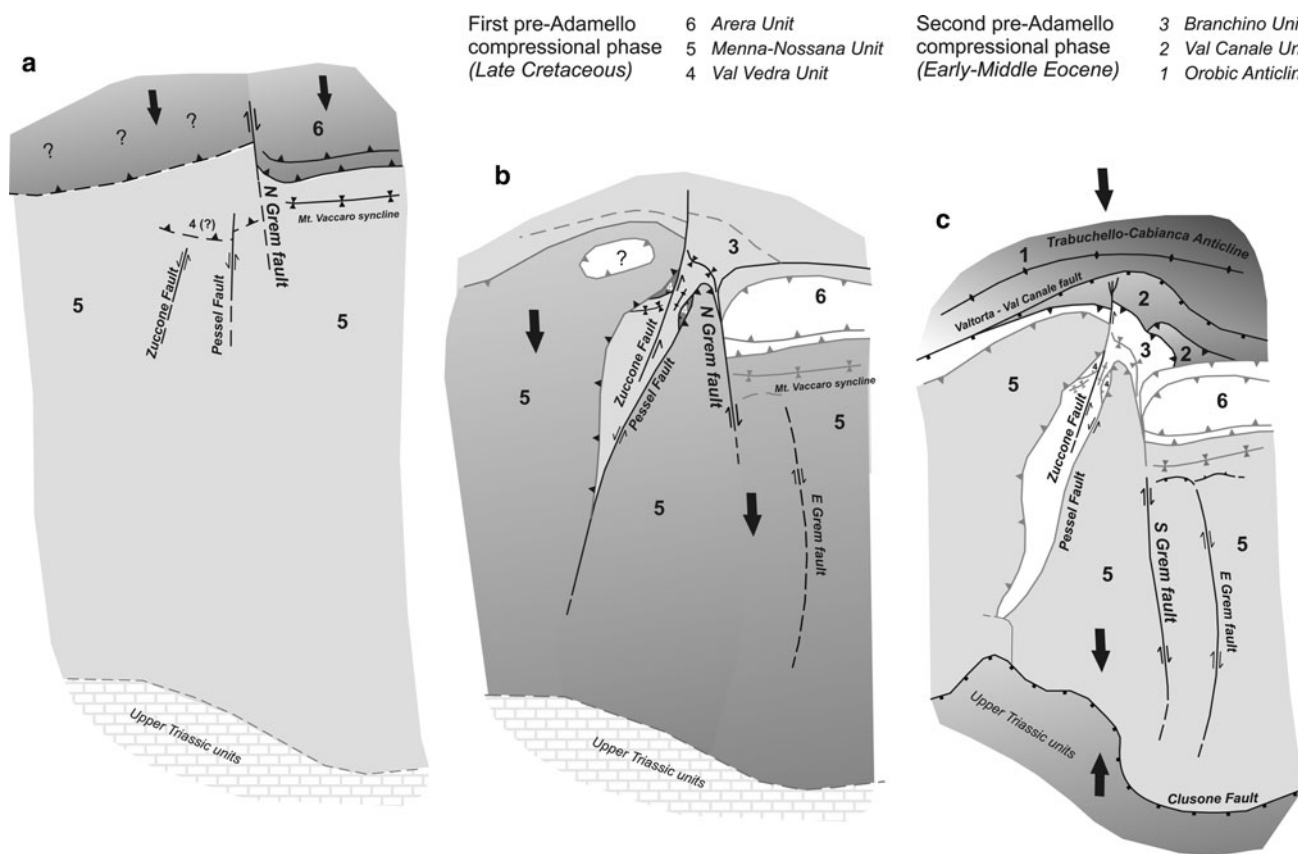 First pre-Adamello
compressional phase
(Late Cretaceous)
6 Arera Unit
5 Menna-Nossana Unit
4 Val Vedra Unit
Second pre-Adamello
compressional phase
(Early-Middle Eocene)
3 Branchino Uni
2 Val Canale Un
1 Orobic Anticlin
a
? ? ?
6
N Grem fault
Mt. Vaccaro syncline
4 (?)
Zuccone Fault
Pessel Fault
5
5
Upper Triassic units
b
?
3
4
6
N Grem fault
Zuccone Fault
Pessel Fault
Mt. Vaccaro syncline
5
5
5
E Grem fault
Upper Triassic units
c
Trabuchello-Cabianca Anticline
1
Valtorta - Val Canale fault
2
3
2
4
4
5
6
Zuccone Fault
Pessel Fault
5
5
S Grem fault
E Grem fault
Upper Triassic units
Clusone Fault